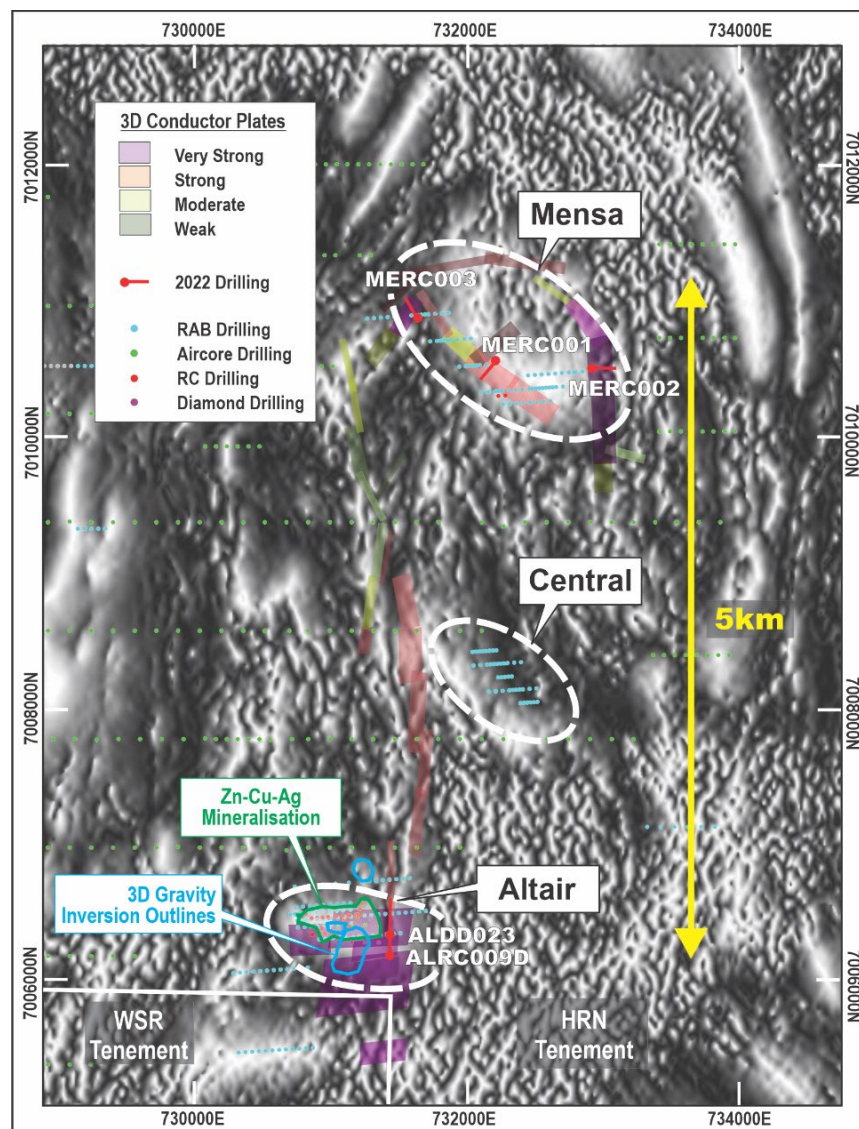 730000E
732000E
734000E
7012000N
7012000N
3D Conductor Plates
Very Strong
Strong
Moderate
Weak
2022 Drilling
RAB Drilling
Aircore Drilling
RC Drilling
Diamond Drilling
Mensa
MERC003
MERC001
MERC002
7010000N
7010000N
Central
5km
7008000N
7008000N
Zn-Cu-Ag
Mineralisation
3D Gravity
Inversion Outlines
Altair
ALDD023
ALRC009D
7006000N
7006000N
WSR
Tenement
HRN
Tenement
730000E
732000E
734000E